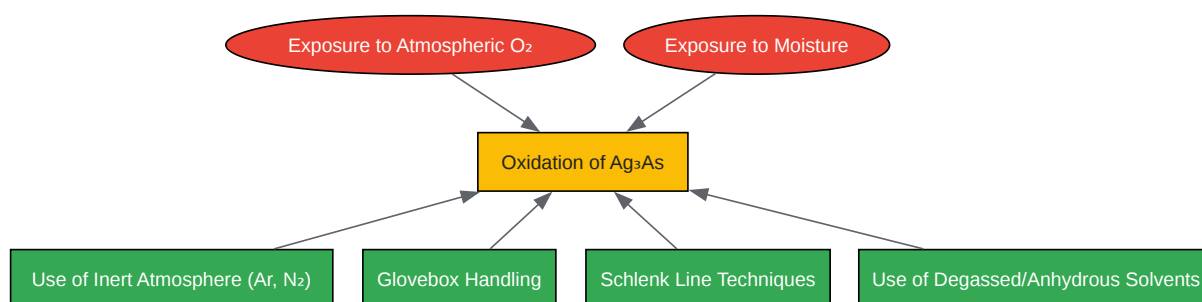 Exposure to Atmospheric O₂
Exposure to Moisture
Oxidation of Ag₃As
Use of Inert Atmosphere (Ar, N₂)
Glovebox Handling
Schlenk Line Techniques
Use of Degassed/Anhydrous Solvents